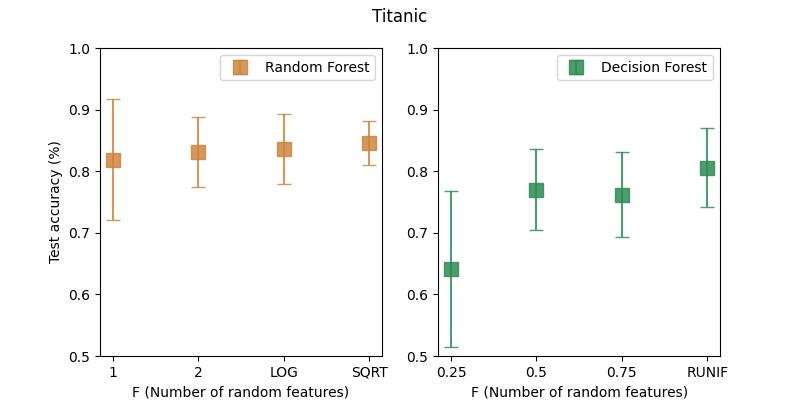 Titanic
Test accuracy (%)
1.0
0.9
0.8
0.7
0.6
0.5
Random Forest
1 2 LOG SQRT
F (Number of random features)
1.0
0.9
0.8
0.7
0.6
0.5
Decision Forest
0.25 0.5 0.75 RUNIF
F (Number of random features)